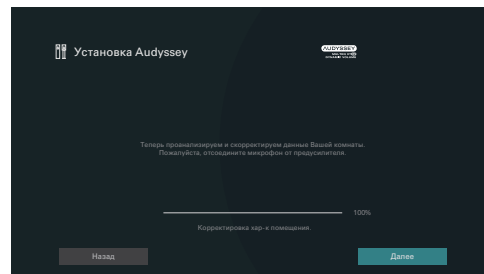 Установка Audyssey
AUDYSSEY
Теперь проанализируем и скорректируем данные Вашей комнаты.
Пожалуйста, отсоедините микрофон от предусилителя.
100%
Корректировка хар-к помещения.
Назад
Далее